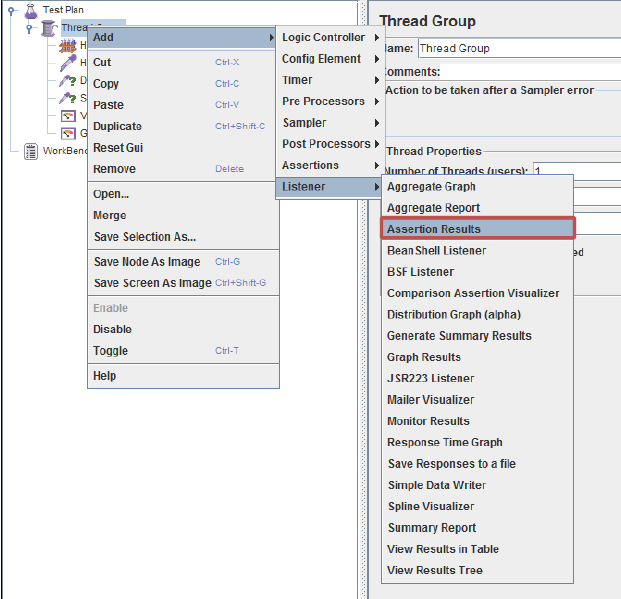 Test Plan
Thread
WorkBen
Add
Cut Ctrl-X
Copy Ctrl-C
Paste Ctrl-V
Duplicate Ctrl+Shift-C
Reset Gui
Remove Delete
Open...
Merge
Save Selection As...
Save Node As Image Ctrl-G
Save Screen As Image Ctrl+Shift-G
Enable
Disable
Toggle Ctrl-T
Help
Logic Controller
Config Element
Timer
Pre Processors
Sampler
Post Processors
Assertions
Listener
Aggregate Graph
Aggregate Report
Assertion Results
BeanShell Listener
BSF Listener
Comparison Assertion Visualizer
Distribution Graph (alpha)
Generate Summary Results
Graph Results
JSR223 Listener
Mailer Visualizer
Monitor Results
Response Time Graph
Save Responses to a file
Simple Data Writer
Spline Visualizer
Summary Report
View Results in Table
View Results Tree
Thread Group
Name: Thread Group
Comments:
Action to be taken after a Sampler error
Thread Properties
Number of Threads (users): 1
ed